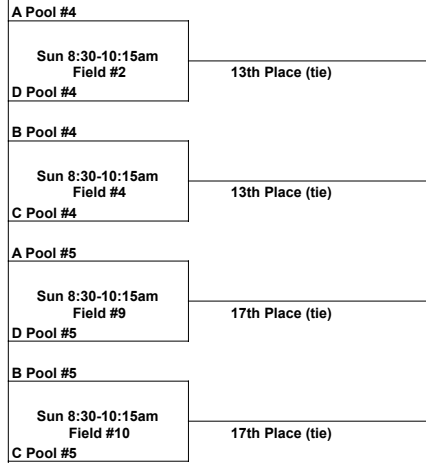 A Pool #4
Sun 8:30-10:15am
Field #2
13th Place (tie)
D Pool #4
B Pool #4
Sun 8:30-10:15am
Field #4
13th Place (tie)
C Pool #4
A Pool #5
Sun 8:30-10:15am
Field #9
17th Place (tie)
D Pool #5
B Pool #5
Sun 8:30-10:15am
Field #10
17th Place (tie)
C Pool #5